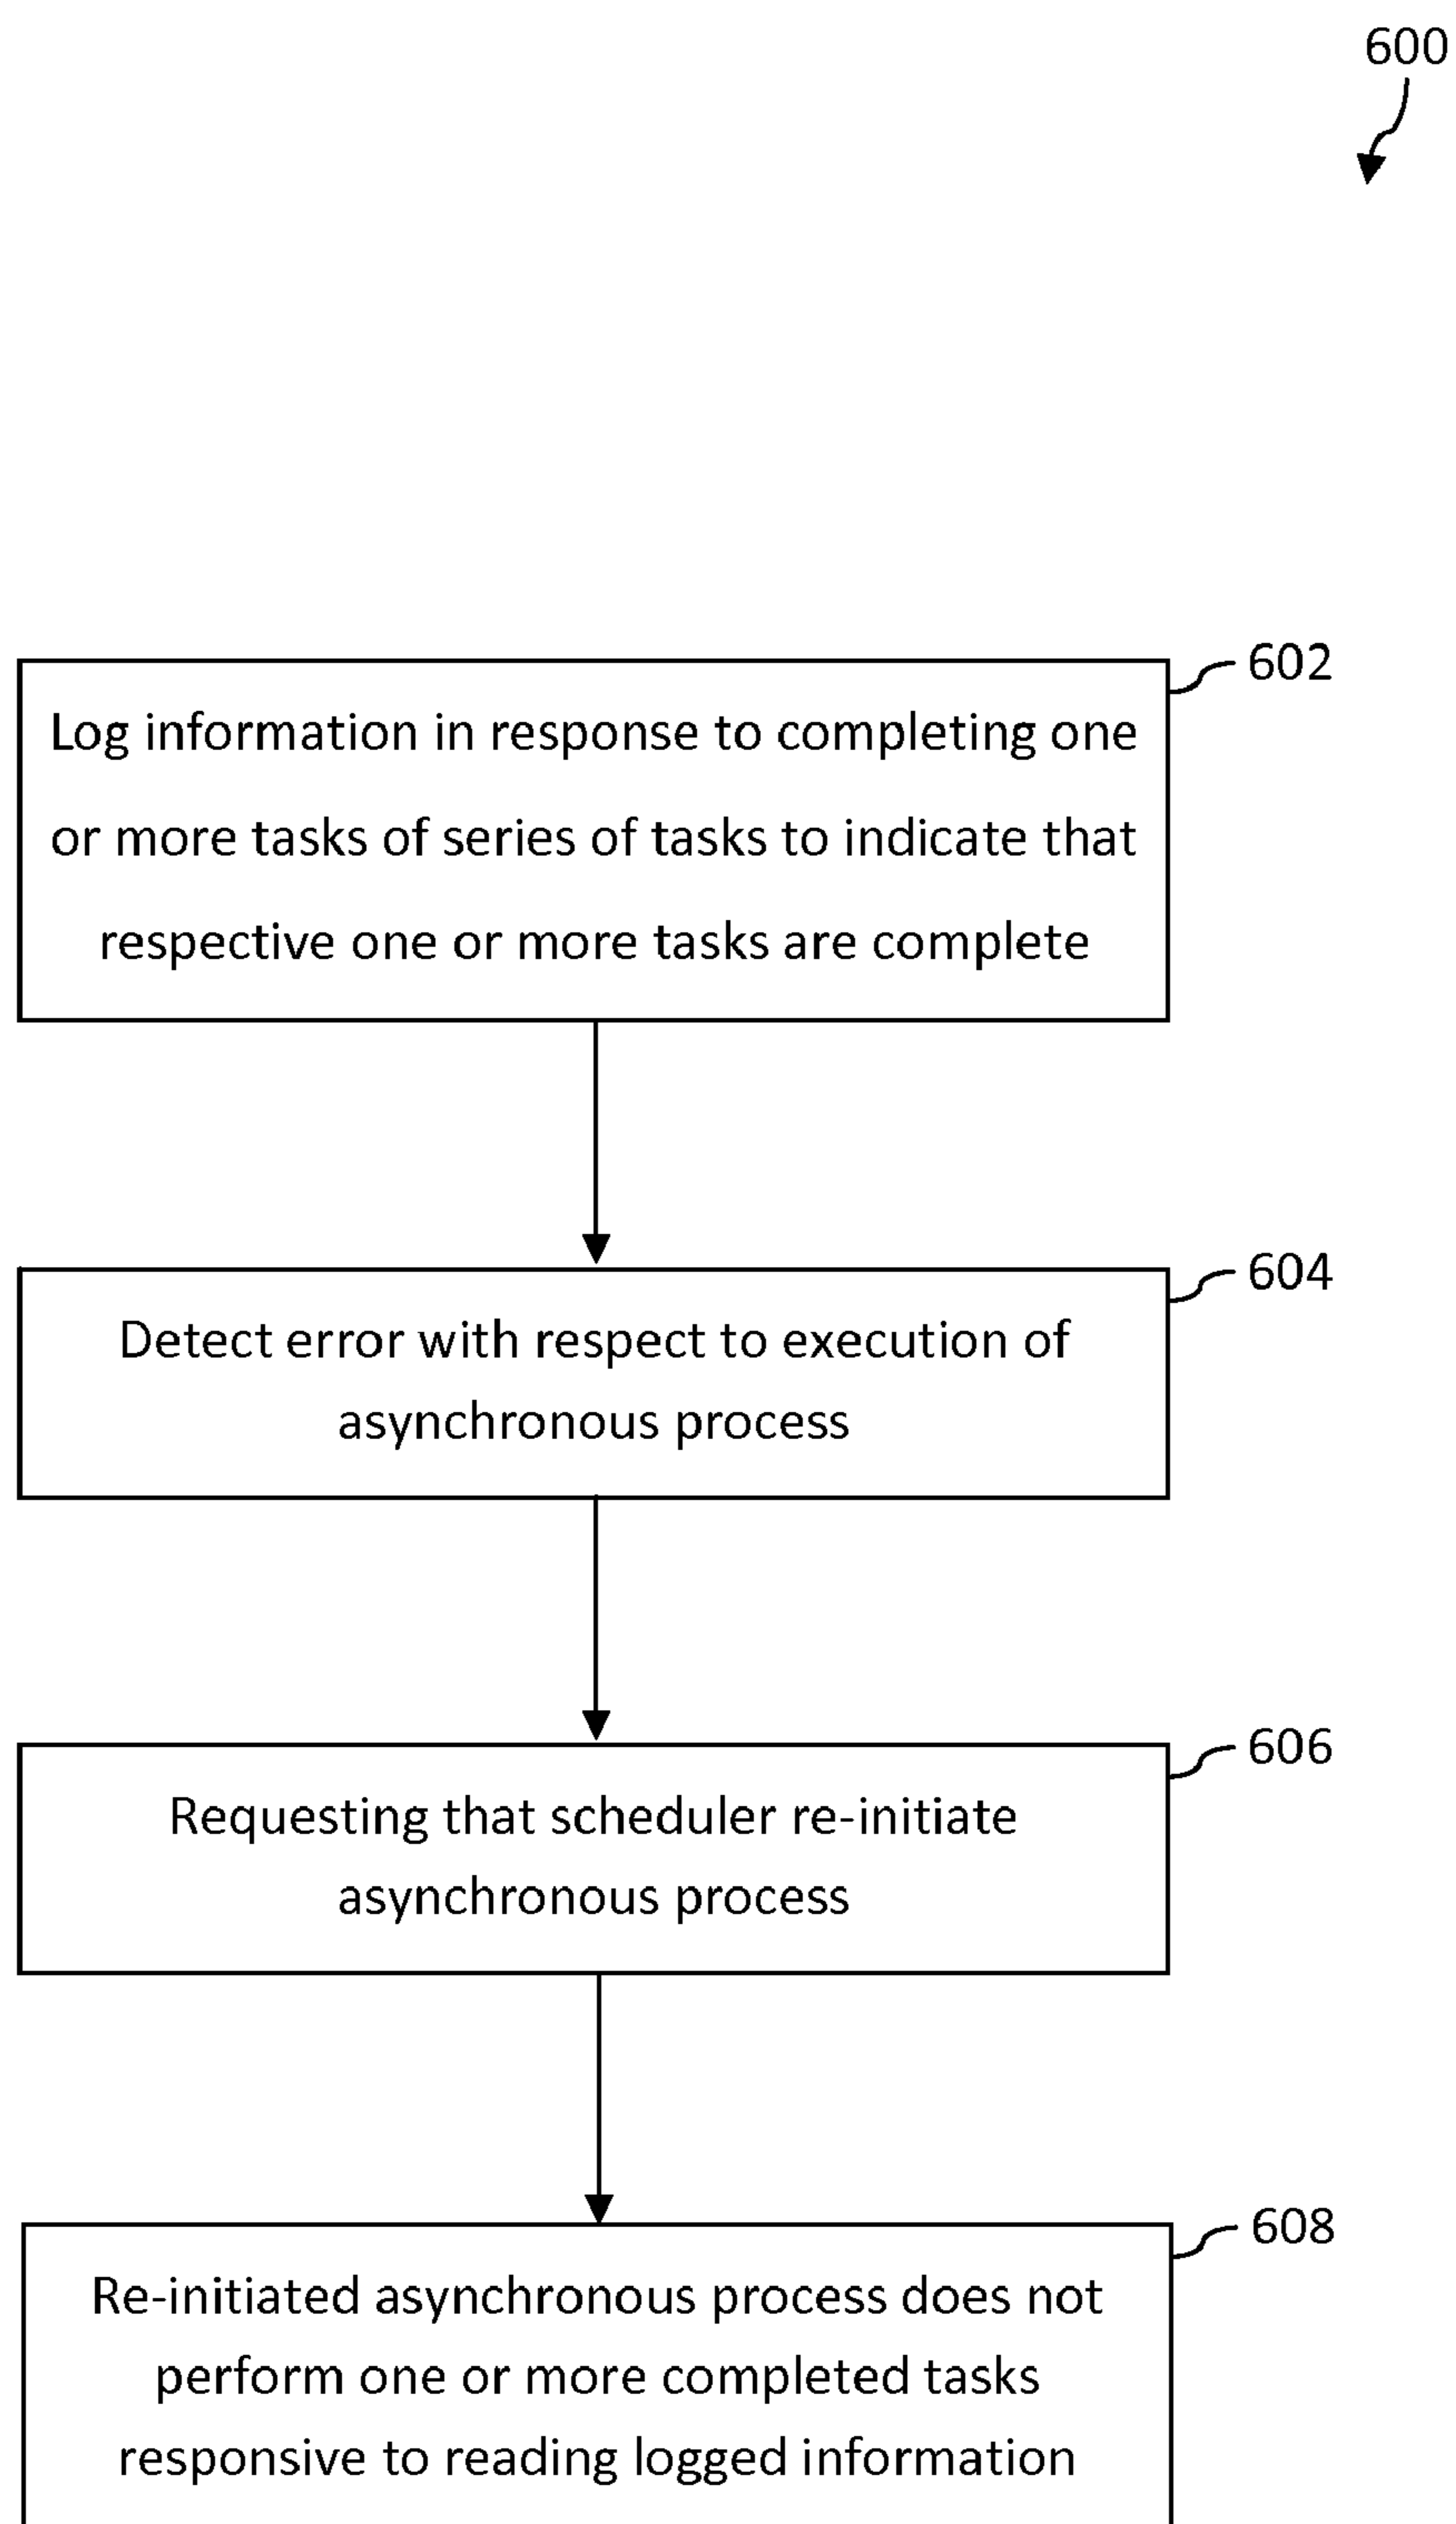 600
602
Log information in response to completing one
or more tasks of series of tasks to indicate that
respective one or more tasks are complete
604
Detect error with respect to execution of
asynchronous process
606
Requesting that scheduler re-initiate
asynchronous process
608
Re-initiated asynchronous process does not
perform one or more completed tasks
responsive to reading logged information